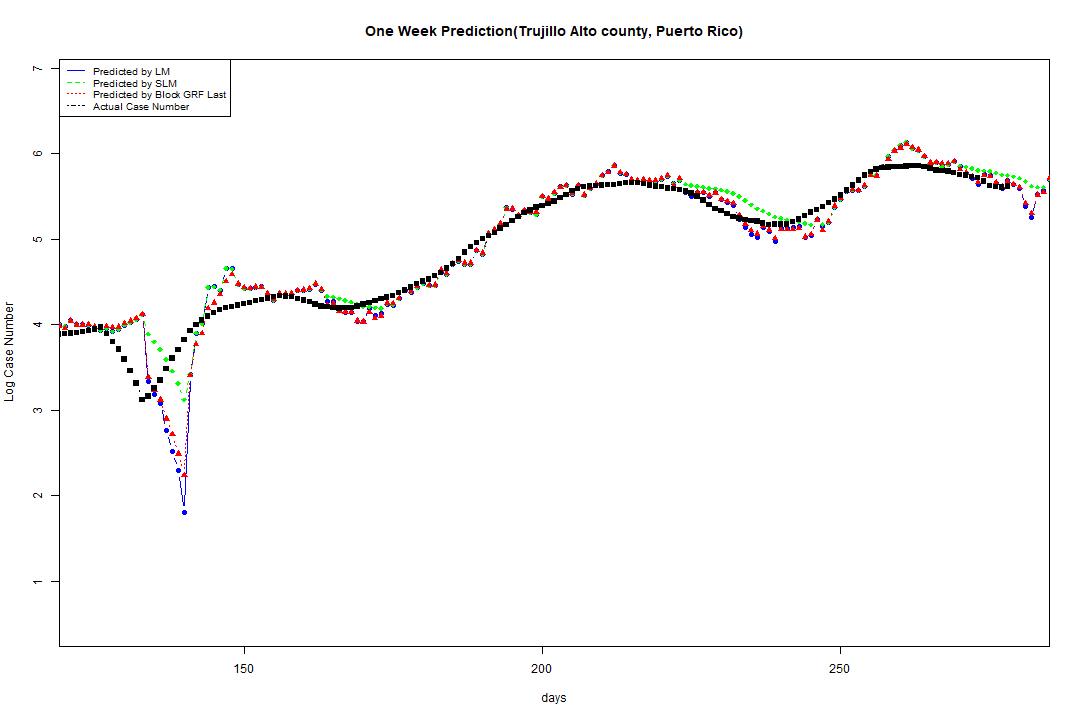 One Week Prediction(Trujillo Alto county, Puerto Rico)
Predicted by LM
Predicted by SLM
Predicted by Block GRF Last
Actual Case Number
Log Case Number
7
6
5
4
3
2
1
150
200
250
days